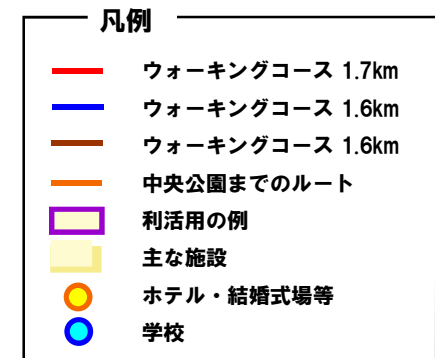 凡例
ウォーキングコース 1.7km
ウォーキングコース 1.6km
ウォーキングコース 1.6km
中央公園までのルート
利活用の例
主な施設
ホテル・結婚式場等
学校